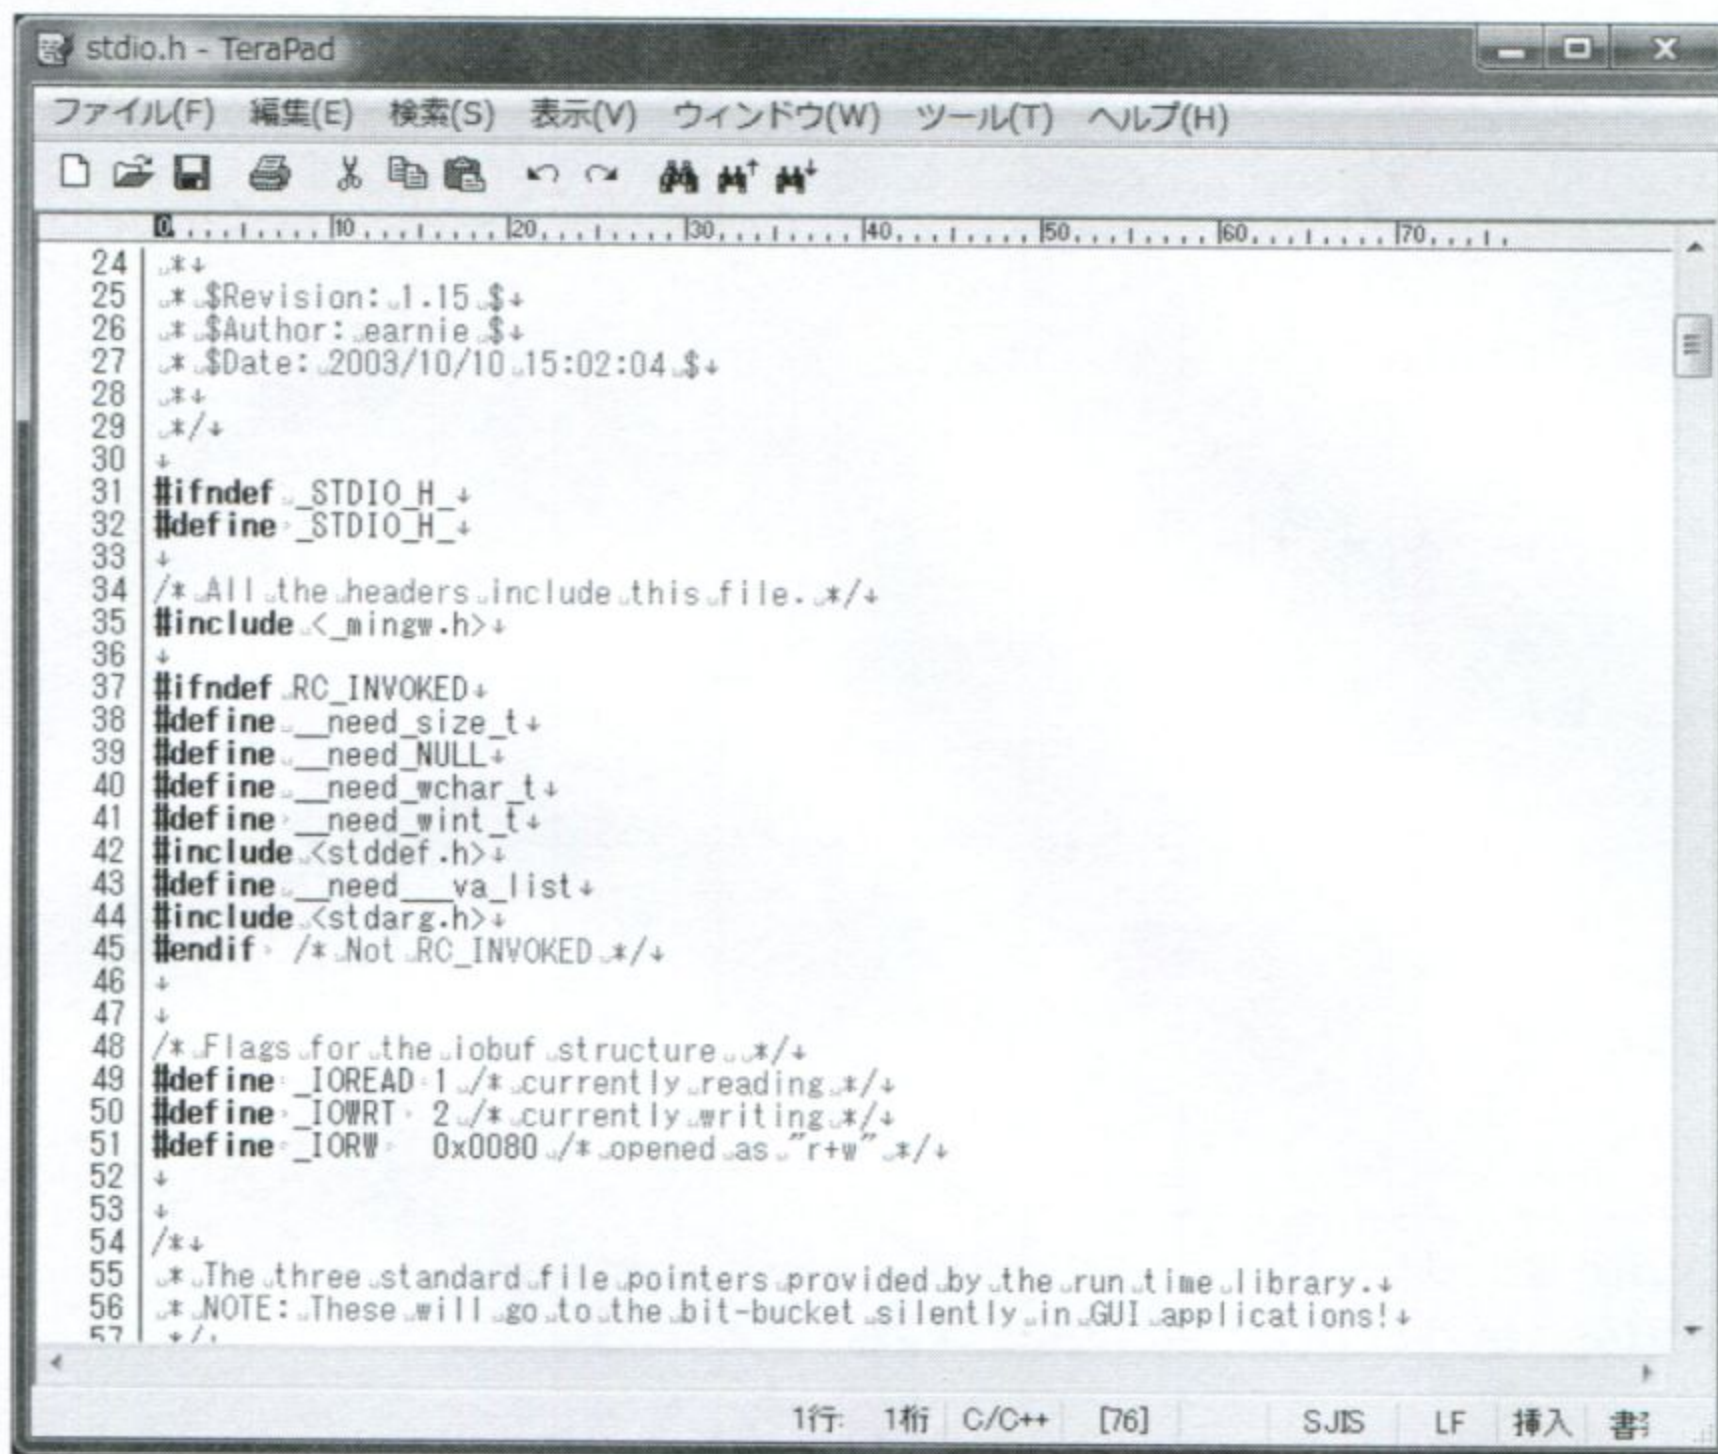 stdio.h - TeraPad
ファイル(F) 編集(E) 検索(S) 表示(V) ウィンドウ(W) ツール(T) ヘルプ(H)
0 10 20 30 40 50 60 70
24 *
25 * $Revision: 1.15 $
26 * $Author: earnie $
27 * $Date: 2003/10/10 15:02:04 $
28 *
29 */
30
31 #ifndef _STDIO_H_
32 #define _STDIO_H_
33
34 /* All the headers include this file. */
35 #include <_mingw.h>
36
37 #ifndef RC_INVOKED
38 #define __need_size_t
39 #define __need_NULL
40 #define __need_wchar_t
41 #define __need_wint_t
42 #include <stddef.h>
43 #define __need___va_list
44 #include <stdarg.h>
45 #endif /* Not RC_INVOKED */
46
47
48 /* Flags for the iobuf structure */
49 #define _IOREAD 1 /* currently reading */
50 #define _IOWRT 2 /* currently writing */
51 #define _IORW 0x0080 /* opened as "r+w" */
52
53
54 /*
55 * The three standard file pointers provided by the run time library.
56 * NOTE: These will go to the bit-bucket silently in GUI applications!
57 */
1行: 1桁 C/C++ [76] SJIS LF 挿入